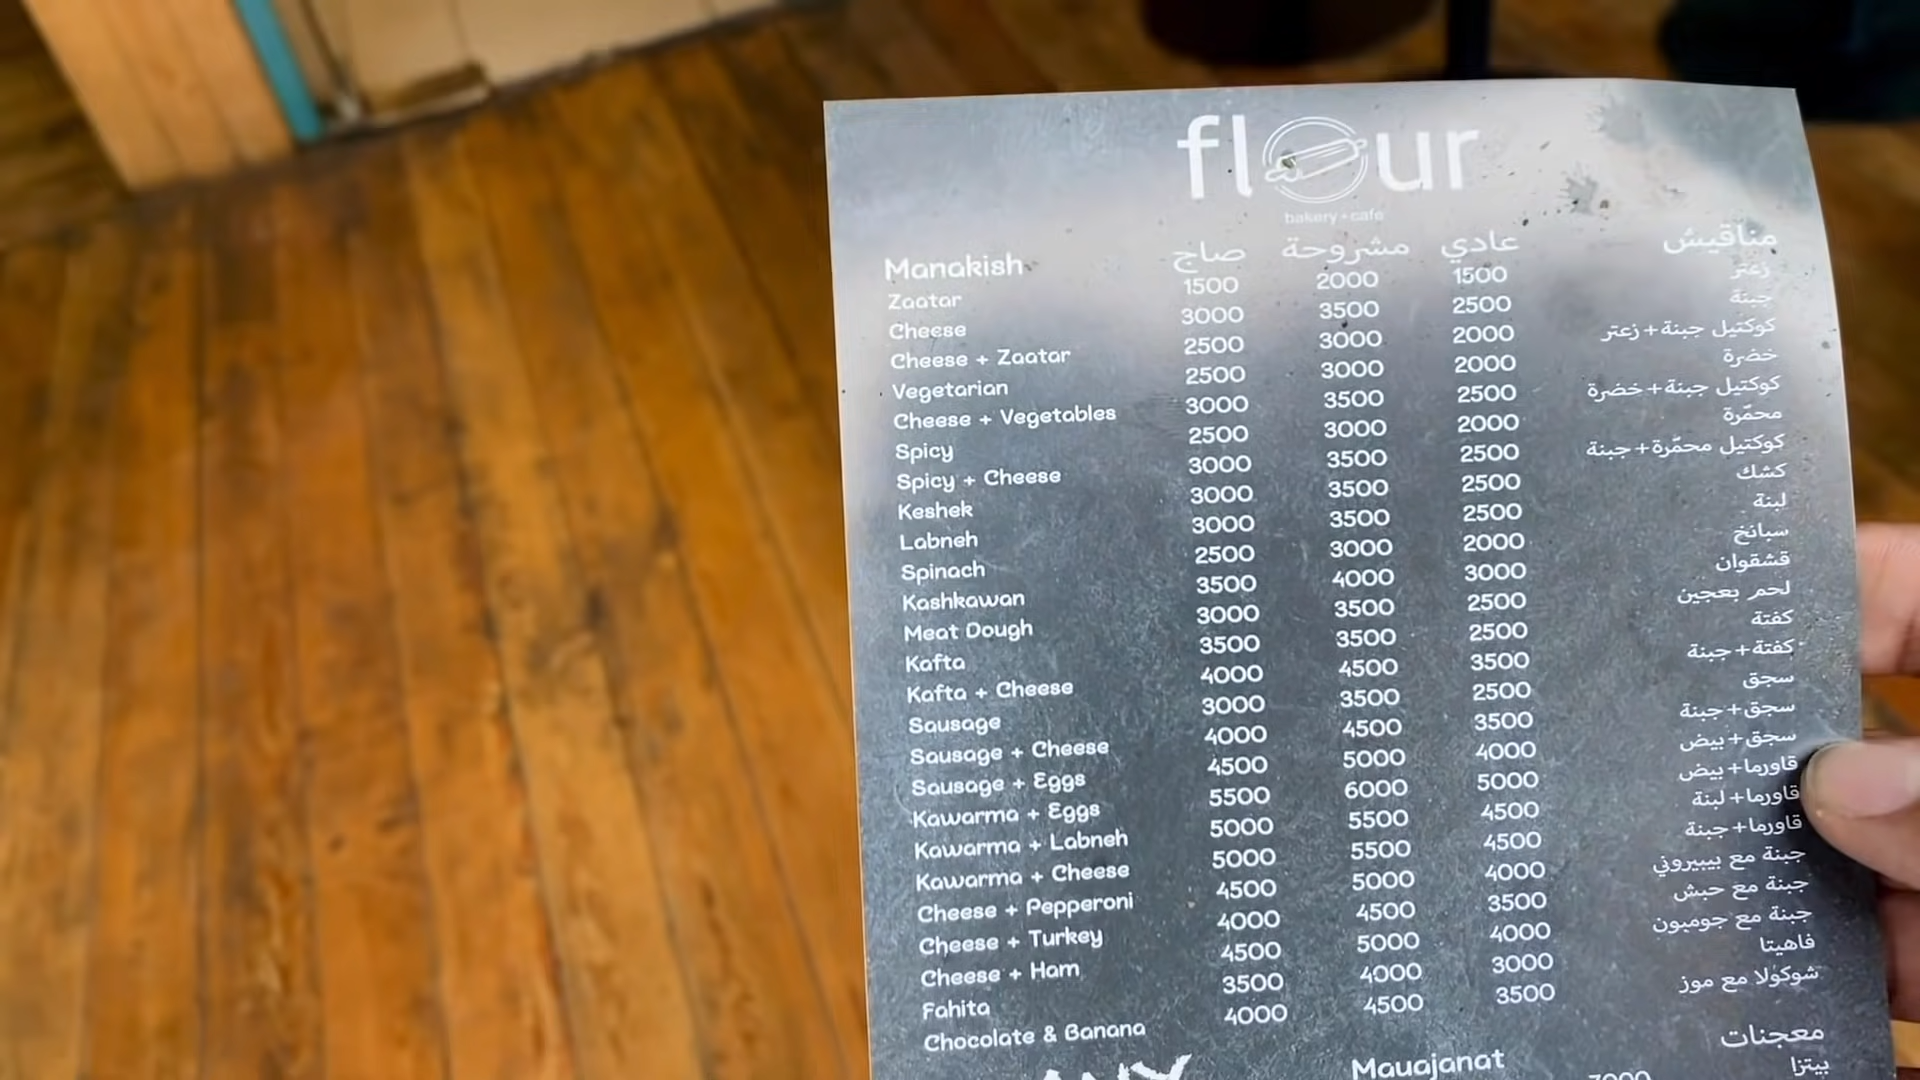 flour
bakery + cafe
Manakish صاج مشروحة عادي مناقيش
Zaatar 1500 2000 1500 زعتر
Cheese 3000 3500 2500 جبنة
Cheese + Zaatar 2500 3000 2000 كوكتيل جبنة+زعتر
Vegetarian 2500 3000 2000 خضرة
Cheese + Vegetables 3000 3500 2500 كوكتيل جبنة+خضرة
Spicy 2500 3000 2000 محمّرة
Spicy + Cheese 3000 3500 2500 كوكتيل محمّرة+جبنة
Keshek 3000 3500 2500 كشك
Labneh 3000 3500 2500 لبنة
Spinach 2500 3000 2000 سبانخ
Kashkawan 3500 4000 3000 قشقوان
Meat Dough 3000 3500 2500 لحم بعجين
Kafta 3500 3500 2500 كفتة
Kafta + Cheese 4000 4500 3500 كفتة+جبنة
Sausage 3000 3500 2500 سجق
Sausage + Cheese 4000 4500 3500 سجق+جبنة
Sausage + Eggs 4500 5000 4000 سجق+بيض
Kawarma + Eggs 5500 6000 5000 قاورما+بيض
Kawarma + Labneh 5000 5500 4500 قاورما+لبنة
Kawarma + Cheese 5000 5500 4500 قاورما+جبنة
Cheese + Pepperoni 4500 5000 4000 جبنة مع بيبيروني
Cheese + Turkey 4000 4500 3500 جبنة مع حبش
Cheese + Ham 4500 5000 4000 جبنة مع جومبون
Fahita 3500 4000 3000 فاهيتا
Chocolate & Banana 4000 4500 3500 شوكولا مع موز
Mauajanat معجنات
بيتزا